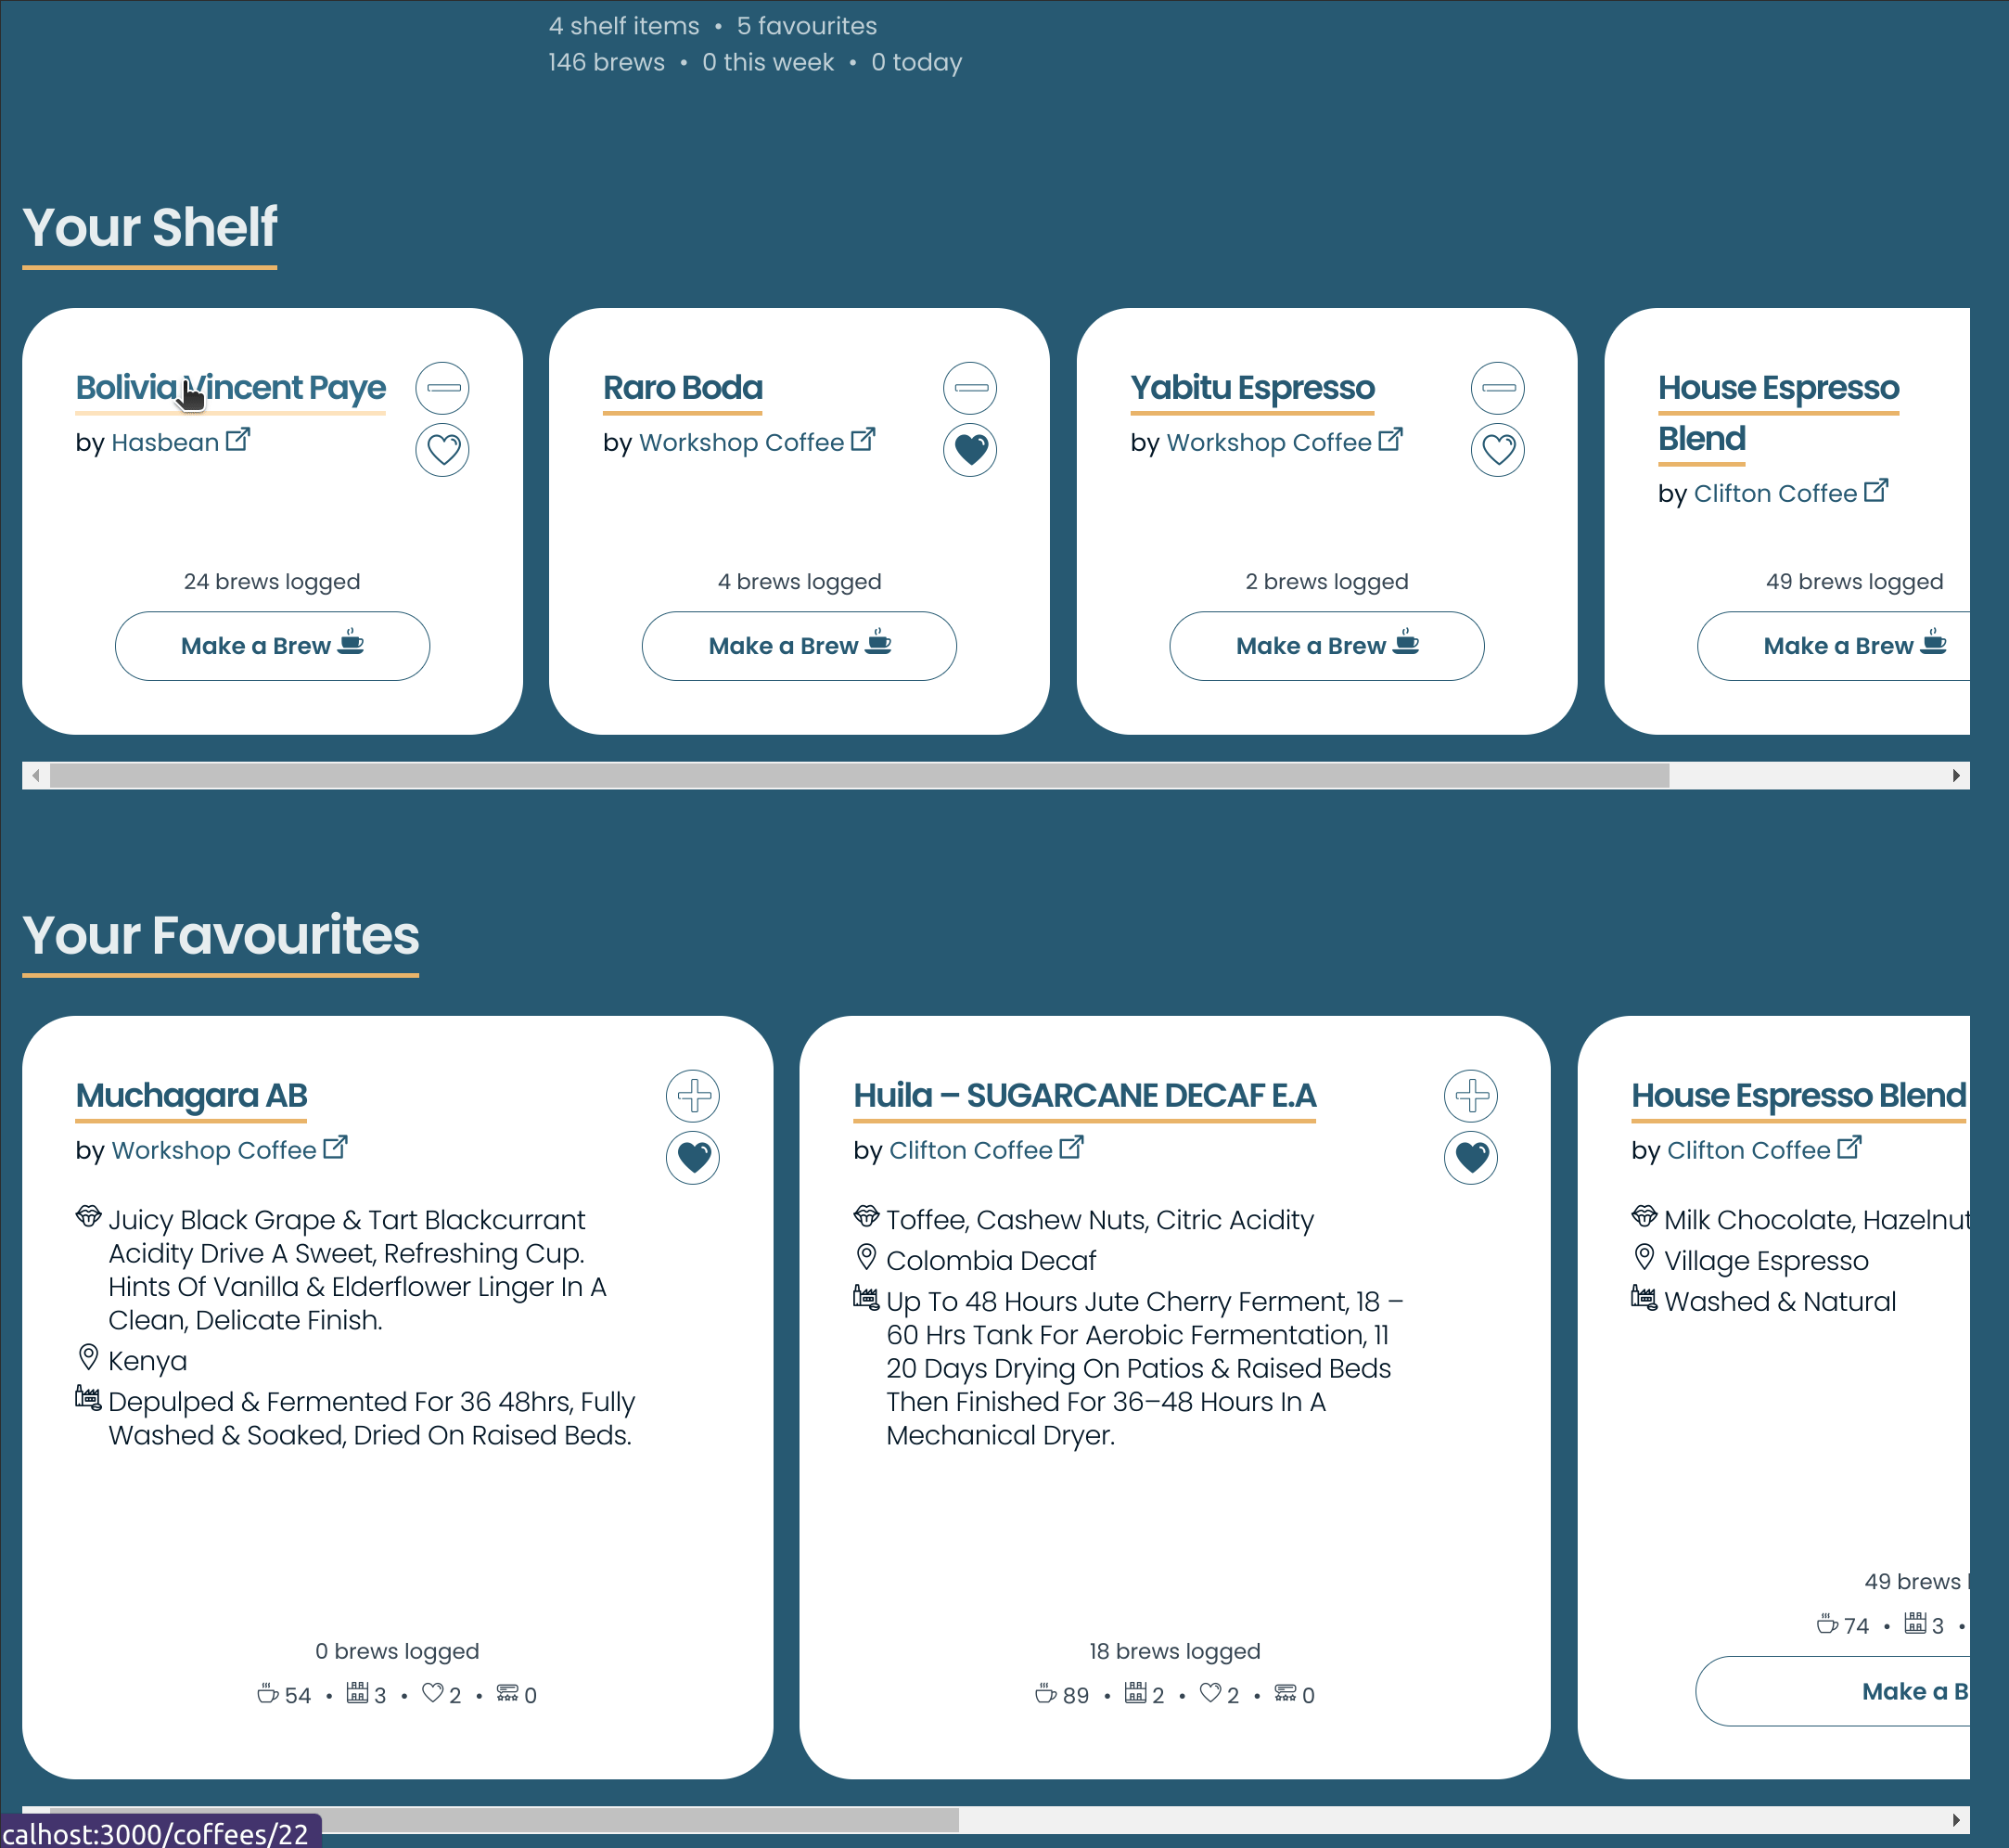 4 shelf items • 5 favourites
146 brews • 0 this week • 0 today
Your Shelf
Bolivia Vincent Paye
by Hasbean
24 brews logged
Make a Brew
Raro Boda
by Workshop Coffee
4 brews logged
Make a Brew
Yabitu Espresso
by Workshop Coffee
2 brews logged
Make a Brew
House Espresso
Blend
by Clifton Coffee
49 brews logged
Make a Brew
Your Favourites
Muchagara AB
by Workshop Coffee
Juicy Black Grape & Tart Blackcurrant
Acidity Drive A Sweet, Refreshing Cup.
Hints Of Vanilla & Elderflower Linger In A
Clean, Delicate Finish.
Kenya
Depulped & Fermented For 36 48hrs, Fully
Washed & Soaked, Dried On Raised Beds.
0 brews logged
54 • 3 • 2 • 0
Huila – SUGARCANE DECAF E.A
by Clifton Coffee
Toffee, Cashew Nuts, Citric Acidity
Colombia Decaf
Up To 48 Hours Jute Cherry Ferment, 18 –
60 Hrs Tank For Aerobic Fermentation, 11
20 Days Drying On Patios & Raised Beds
Then Finished For 36–48 Hours In A
Mechanical Dryer.
18 brews logged
89 • 2 • 2 • 0
House Espresso Blend
by Clifton Coffee
Milk Chocolate, Hazelnut
Village Espresso
Washed & Natural
49 brews
74 • 3 •
Make a B
calhost:3000/coffees/22